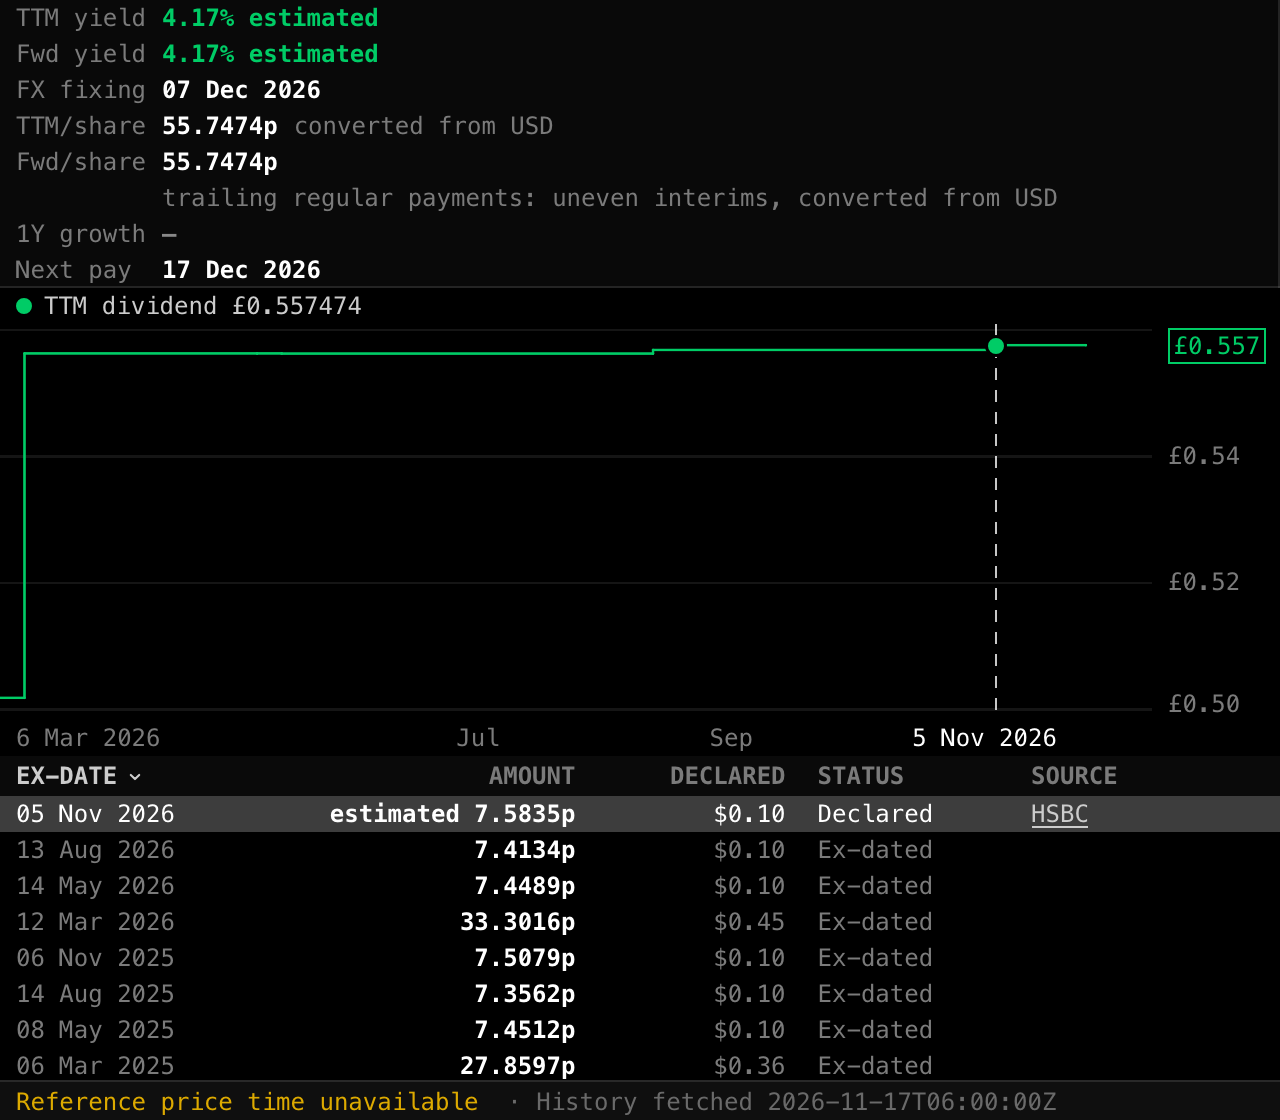 TTM yield 4.17% estimated
Fwd yield 4.17% estimated
FX fixing 07 Dec 2026
TTM/share 55.7474p converted from USD
Fwd/share 55.7474p
trailing regular payments: uneven interims, converted from USD
1Y growth —
Next pay 17 Dec 2026
TTM dividend £0.557474
£0.557
£0.54
£0.52
£0.50
6 Mar 2026 Jul Sep 5 Nov 2026
EX-DATE AMOUNT DECLARED STATUS SOURCE
05 Nov 2026 estimated 7.5835p $0.10 Declared HSBC
13 Aug 2026 7.4134p $0.10 Ex-dated
14 May 2026 7.4489p $0.10 Ex-dated
12 Mar 2026 33.3016p $0.45 Ex-dated
06 Nov 2025 7.5079p $0.10 Ex-dated
14 Aug 2025 7.3562p $0.10 Ex-dated
08 May 2025 7.4512p $0.10 Ex-dated
06 Mar 2025 27.8597p $0.36 Ex-dated
Reference price time unavailable · History fetched 2026-11-17T06:00:00Z